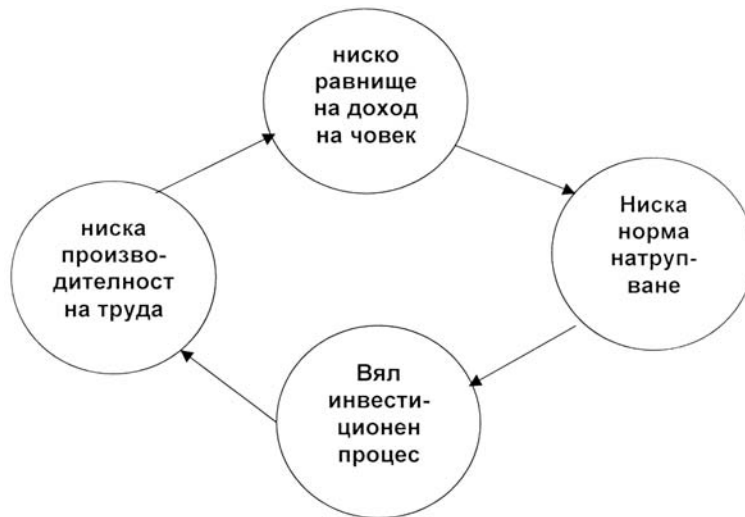 ниско
равнище
на доход
на човек
Ниска
норма
натруп-
ване
Вял
инвести-
ционен
процес
ниска
произво-
дителност
на труда